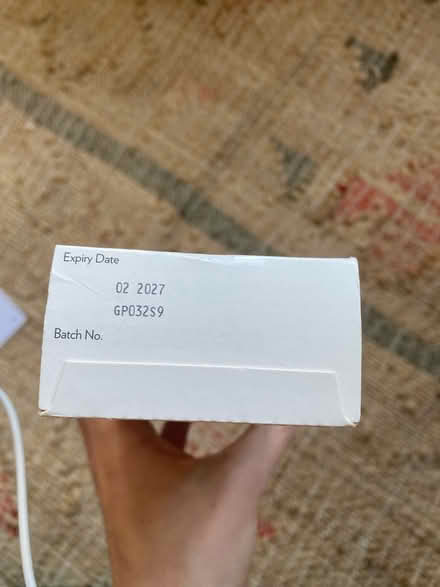 Expiry Date
02 2027
GP032S9
Batch No.